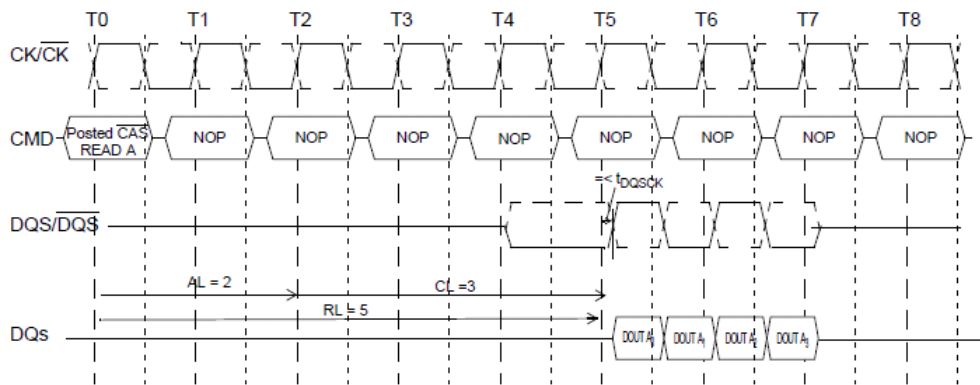 T0 T1 T2 T3 T4 T5 T6 T7 T8
CK/CK
CMD Posted CAS NOP NOP NOP NOP NOP NOP NOP NOP
READ A
=< tDQSCK
DQS/DQS
AL = 2 CL =3
RL = 5
DQs DOUT A0 DOUT A1 DOUT A2 DOUT A3